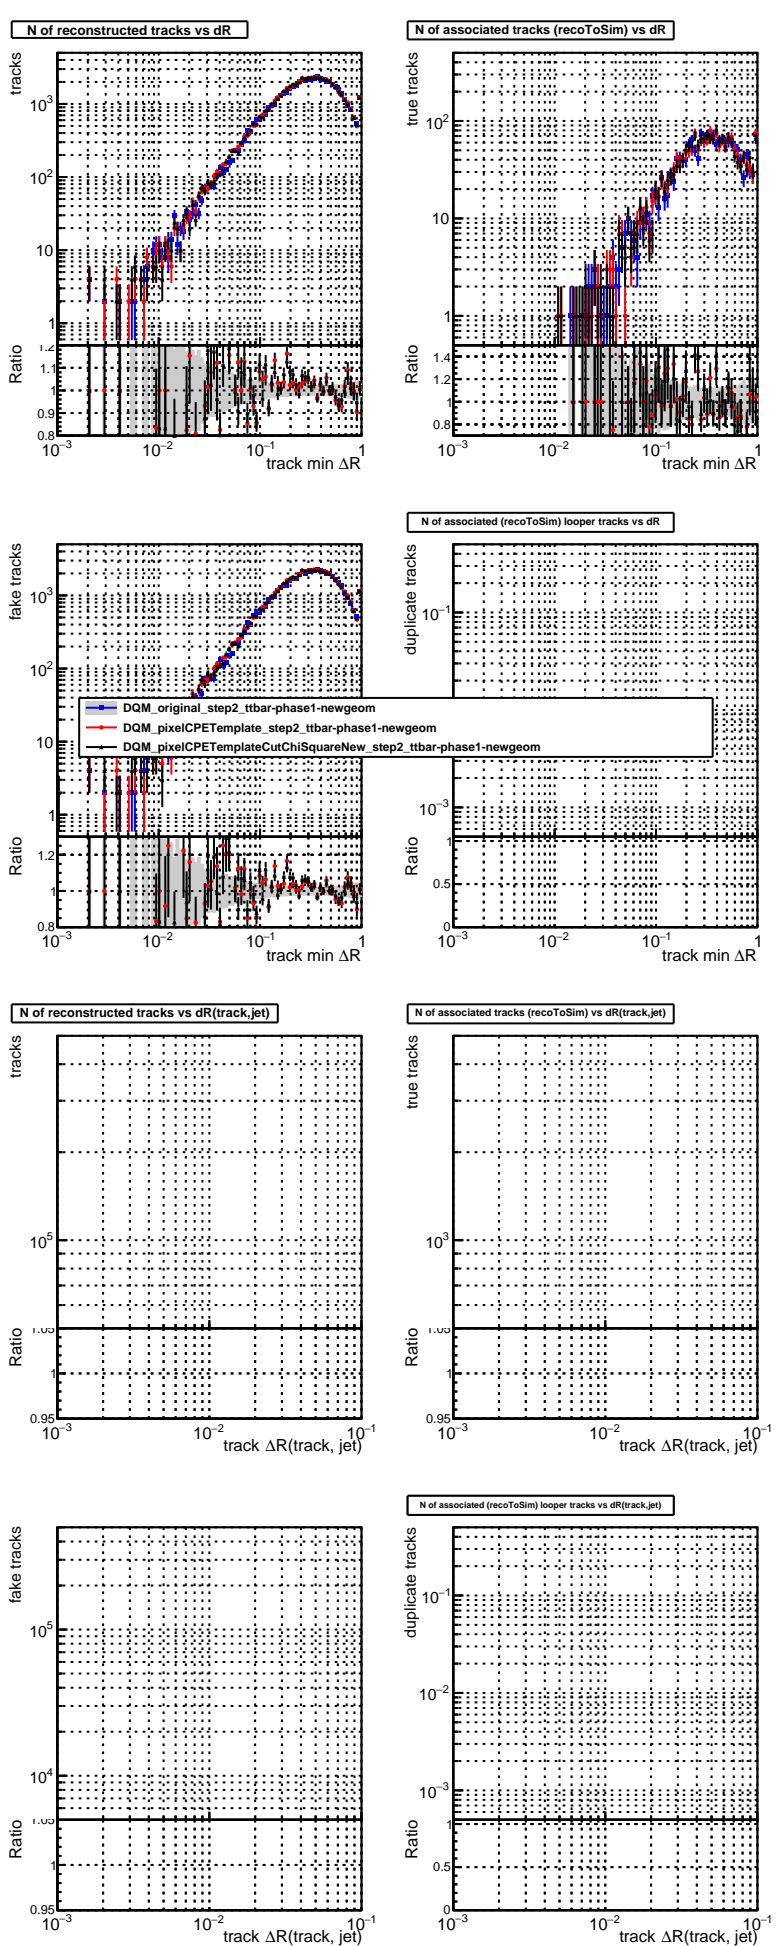 N of reconstructed tracks vs dR
tracks
10³
10²
10
1
Ratio
1.2
1.1
1
0.9
0.8
10⁻³ 10⁻² 10⁻¹ 1
track min ΔR
N of associated tracks (recoToSim) vs dR
true tracks
10²
10
1
Ratio
1.4
1.2
1
0.8
10⁻³ 10⁻² 10⁻¹ 1
track min ΔR
fake tracks
10³
10²
10
1
Ratio
1.2
1
0.8
10⁻³ 10⁻² 10⁻¹ 1
track min ΔR
N of associated (recoToSim) looper tracks vs dR
duplicate tracks
10⁻¹
10⁻³
Ratio
1
0.5
0
10⁻³ 10⁻² 10⁻¹ 1
track min ΔR
DQM_original_step2_ttbar-phase1-newgeom
DQM_pixelCPETemplate_step2_ttbar-phase1-newgeom
DQM_pixelCPETemplateCutChiSquareNew_step2_ttbar-phase1-newgeom
N of reconstructed tracks vs dR(track,jet)
tracks
10⁵
Ratio
1.05
1
0.95
10⁻³ 10⁻² 10⁻¹
track ΔR(track, jet)
N of associated tracks (recoToSim) vs dR(track,jet)
true tracks
10³
Ratio
1.05
1
0.95
10⁻³ 10⁻² 10⁻¹
track ΔR(track, jet)
fake tracks
10⁵
10⁴
Ratio
1.05
1
0.95
10⁻³ 10⁻² 10⁻¹
track ΔR(track, jet)
N of associated (recoToSim) looper tracks vs dR(track,jet)
duplicate tracks
10⁻¹
10⁻²
10⁻³
Ratio
1
0.5
0
10⁻³ 10⁻² 10⁻¹
track ΔR(track, jet)